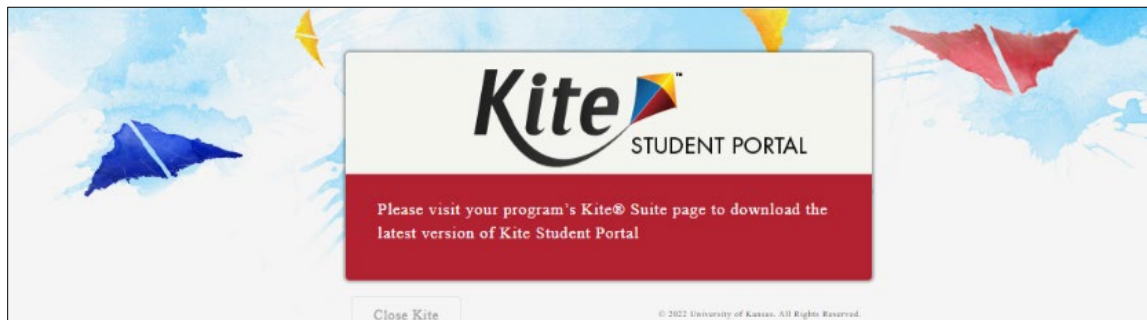 Kite™
STUDENT PORTAL
Please visit your program's Kite® Suite page to download the
latest version of Kite Student Portal
Close Kite
© 2022 University of Kansas. All Rights Reserved.